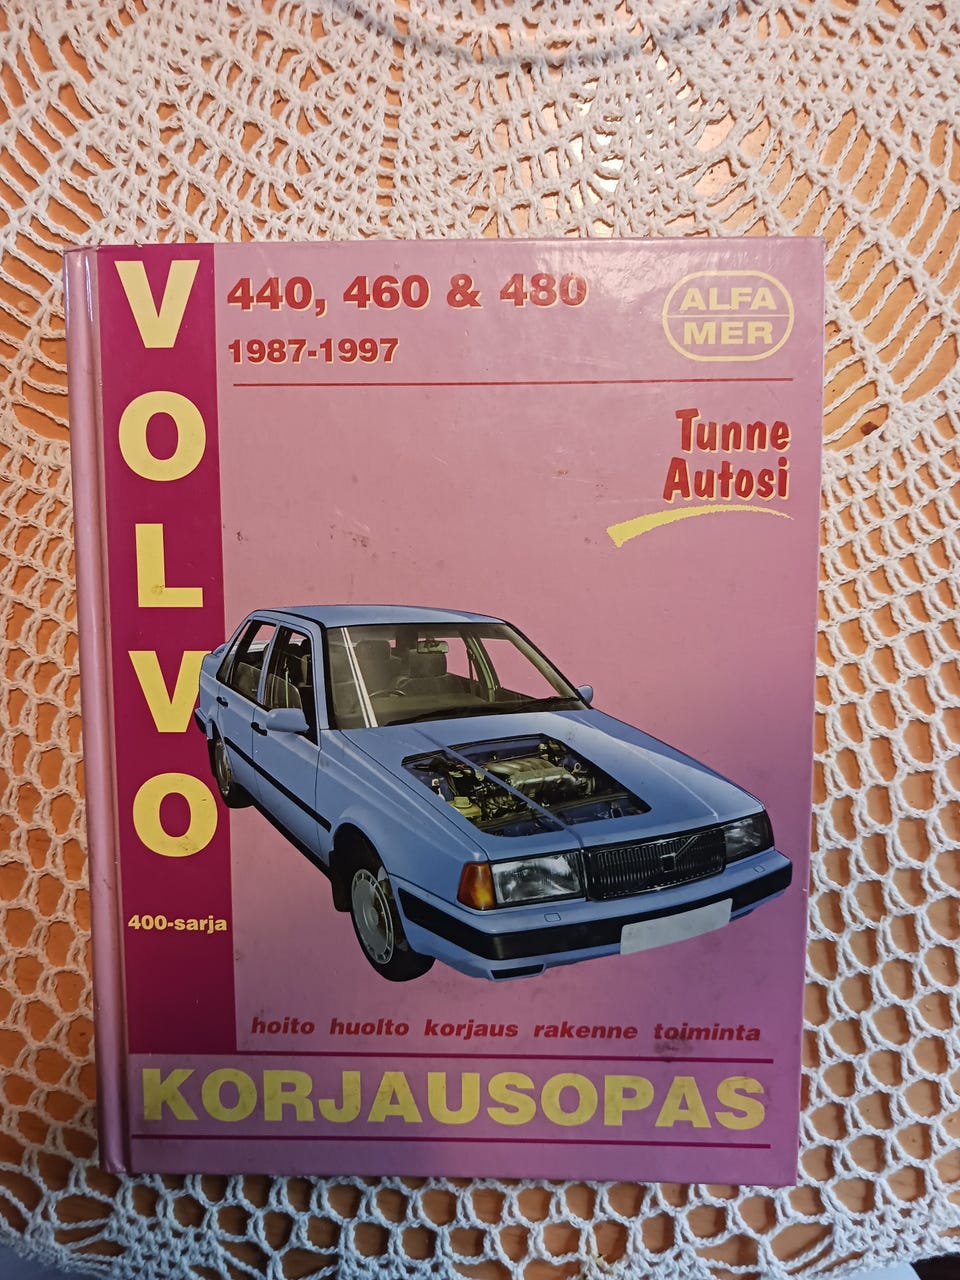 VOLVO
400-sarja
440, 460 & 480
1987-1997
ALFA
MER
Tunne
Autosi
hoito huolto korjaus rakenne toiminta
KORJAUSOPAS